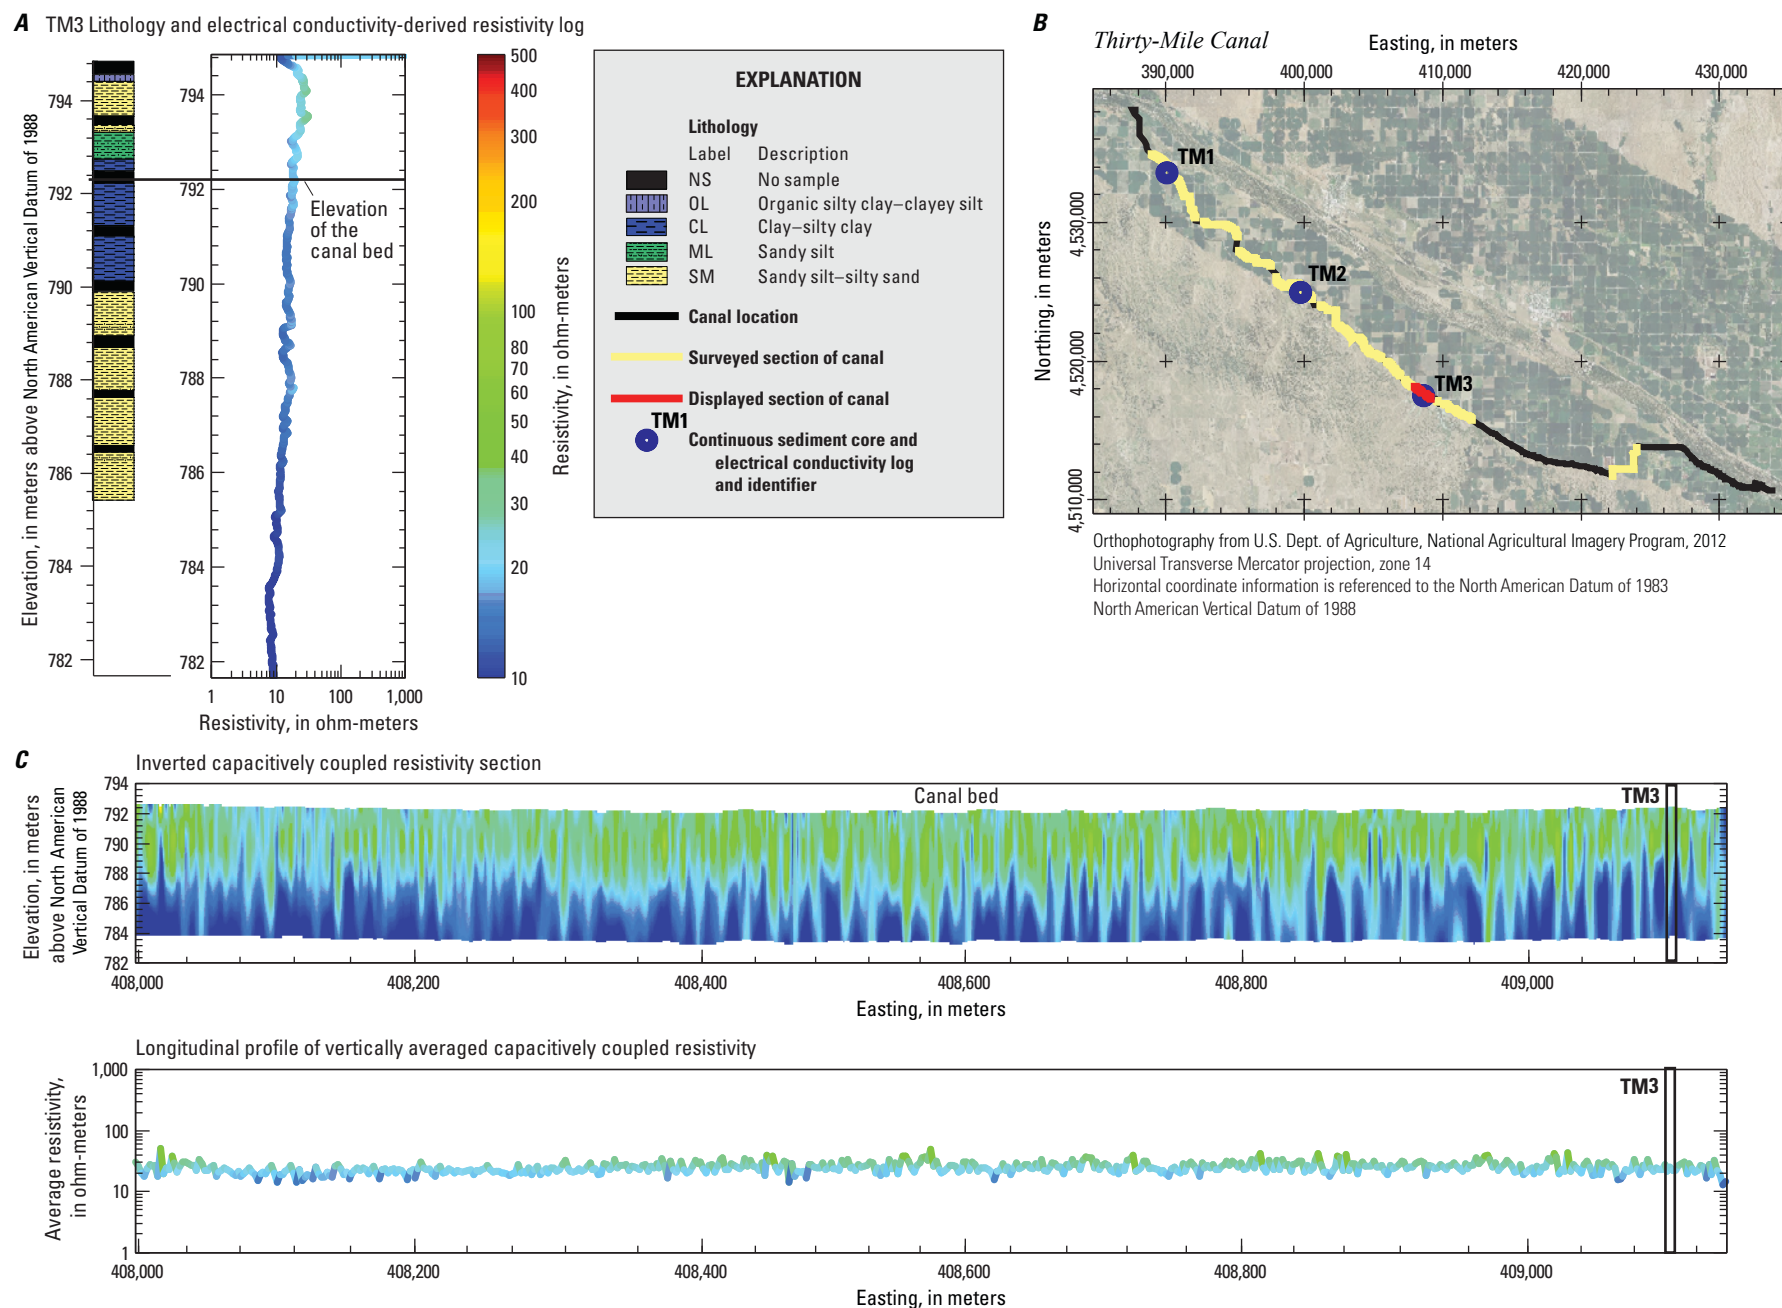 A TM3 Lithology and electrical conductivity-derived resistivity log
Elevation, in meters above North American Vertical Datum of 1988
794
792
790
788
786
784
782
794
792
790
788
786
784
782
Elevation
of the
canal bed
1 10 100 1,000
Resistivity, in ohm-meters
Resistivity, in ohm-meters
500
400
300
200
100
80
70
60
50
40
30
20
10
EXPLANATION
Lithology
Label Description
NS No sample
OL Organic silty clay–clayey silt
CL Clay–silty clay
ML Sandy silt
SM Sandy silt–silty sand
Canal location
Surveyed section of canal
Displayed section of canal
TM1
Continuous sediment core and
electrical conductivity log
and identifier
B
Thirty-Mile Canal
Easting, in meters
390,000 400,000 410,000 420,000 430,000
Northing, in meters
4,530,000
4,520,000
4,510,000
TM1
TM2
TM3
Orthophotography from U.S. Dept. of Agriculture, National Agricultural Imagery Program, 2012
Universal Transverse Mercator projection, zone 14
Horizontal coordinate information is referenced to the North American Datum of 1983
North American Vertical Datum of 1988
C
Inverted capacitively coupled resistivity section
Elevation, in meters
above North American
Vertical Datum of 1988
794
792
790
788
786
784
782
Canal bed
TM3
408,000 408,200 408,400 408,600 408,800 409,000
Easting, in meters
Longitudinal profile of vertically averaged capacitively coupled resistivity
Average resistivity,
in ohm-meters
1,000
100
10
1
TM3
408,000 408,200 408,400 408,600 408,800 409,000
Easting, in meters